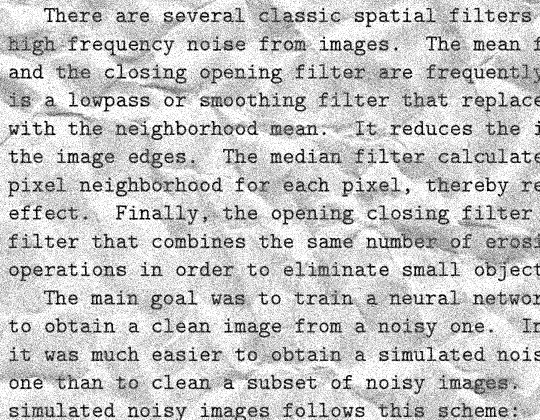 There are several classic spatial filters
high frequency noise from images. The mean f
and the closing opening filter are frequently
is a lowpass or smoothing filter that replace
with the neighborhood mean. It reduces the i
the image edges. The median filter calculate
pixel neighborhood for each pixel, thereby re
effect. Finally, the opening closing filter
filter that combines the same number of erosi
operations in order to eliminate small object
The main goal was to train a neural networ
to obtain a clean image from a noisy one. In
it was much easier to obtain a simulated nois
one than to clean a subset of noisy images.
simulated noisy images follows this scheme: